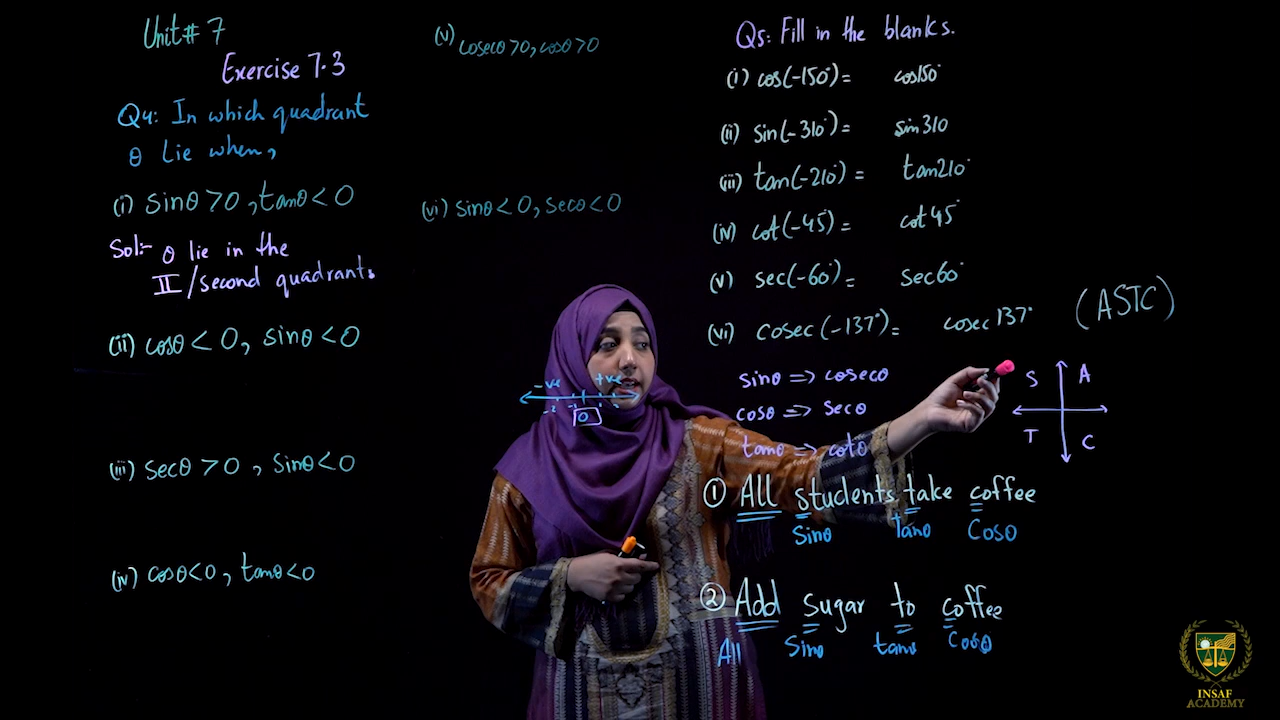 Unit# 7
Exercise 7.3
Q4: In which quadrant
θ Lie when,
(i) sinθ >0, tanθ < 0
Sol:- θ lie in the
II/second quadrants
(ii) cosθ < 0, sinθ < 0
(iii) secθ > 0, sinθ < 0
(iv) cosθ<0, tanθ<0
(v) cosecθ >0, cosθ >0
(vi) sinθ < 0, secθ < 0
-ve +ve
-2 -1
0
Q5: Fill in the blanks.
(i) cos(-150°) = cos150°
(ii) sin(-310°) = sin310
(iii) tan(-210°) = tan210°
(iv) cot(-45°) = cot45°
(v) sec(-60°) = sec60°
(vi) cosec(-137°) = cosec137°
(ASTC)
sinθ => cosecθ
cosθ => secθ
tanθ => cotθ
S A
T C
① All students take coffee
Sinθ tanθ Cosθ
② Add sugar to coffee
All Sinθ tanθ Cosθ
INSAF
ACADEMY